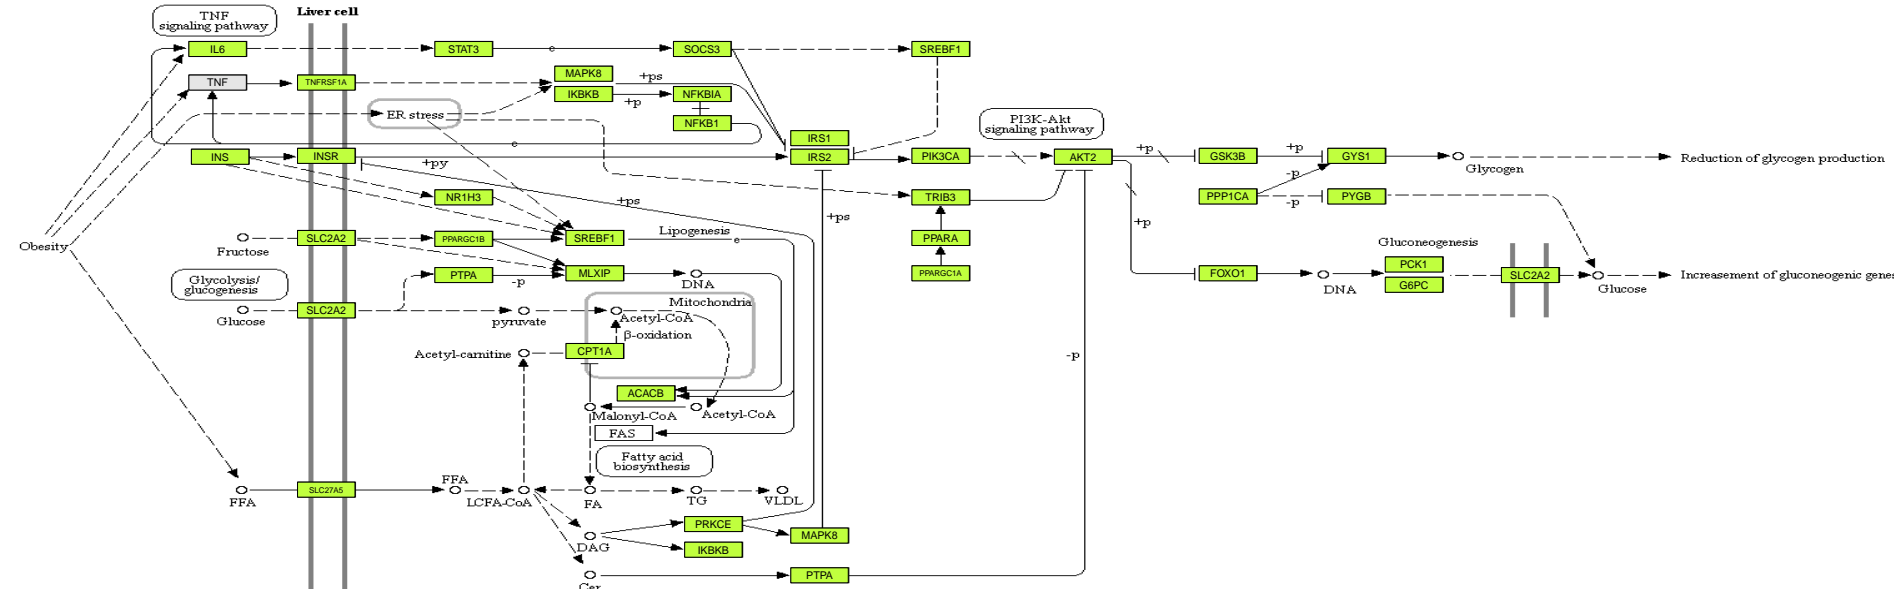 TNF
signaling pathway
Liver cell
IL6
STAT3
e
SOCS3
SREBF1
TNF
TNFRSF1A
MAPK8
+ps
IKBKB
+p
NFKBIA
ER stress
NFKB1
PI3K-Akt
signaling pathway
IRS1
e
INS
INSR
+py
IRS2
PIK3CA
AKT2
+p
GSK3B
+p
GYS1
Glycogen
Reduction of glycogen production
-p
NR1H3
+ps
TRIB3
PPP1CA
-p
PYGB
+ps
+p
Obesity
Fructose
SLC2A2
PPARGC1B
SREBF1
Lipogenesis
e
PPARA
Gluconeogenesis
Glycolysis/
glucogenesis
PTPA
-p
MLXIP
DNA
PPARGC1A
FOXO1
DNA
PCK1
G6PC
SLC2A2
Glucose
Increasement of gluconeogenic genes
Mitochondria
Glucose
SLC2A2
pyruvate
Acetyl-CoA
β-oxidation
Acetyl-carnitine
CPT1A
-p
ACACB
Malonyl-CoA
Acetyl-CoA
FAS
Fatty acid
biosynthesis
FFA
SLC27A5
FFA
LCFA-CoA
FA
TG
VLDL
PRKCE
DAG
IKBKB
MAPK8
PTPA
Cer